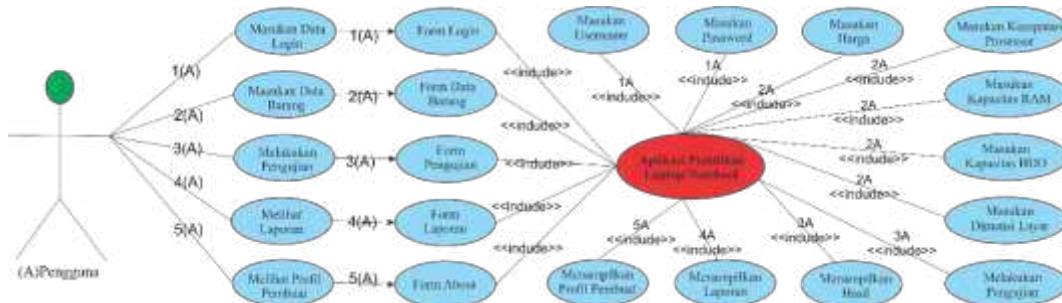 Masukan Data
Login
1(A)
Form Login
Masukan
Username
Masukan
Password
Masukan
Harga
Masukan Kecepatan
Prosessor
1(A)
<<include>>
1A
<<include>>
1A
<<include>>
2A
<<include>>
2A
<<include>>
Masukan Data
Barang
2(A)
Form Data
Barang
<<include>>
2A
<<include>>
Masukan
Kapasitas RAM
2(A)
3(A)
Melakukan
Pengujian
3(A)
Form
Pengujian
<<include>>
Aplikasi Pemilihan
Laptop/Notebook
2A
<<include>>
Masukan
Kapasitas HDD
4(A)
Melihat
Laporan
4(A)
Form
Laporan
<<include>>
2A
<<include>>
Masukan
Dimensi Layar
5(A)
Melihat Profil
Pembuat
5(A)
Form About
<<include>>
5A
<<include>>
4A
<<include>>
3A
<<include>>
3A
<<include>>
Menampilkan
Profil Pembuat
Menampilkan
Laporan
Menampilkan
Hasil
Melakukan
Pengujian
(A)Pengguna